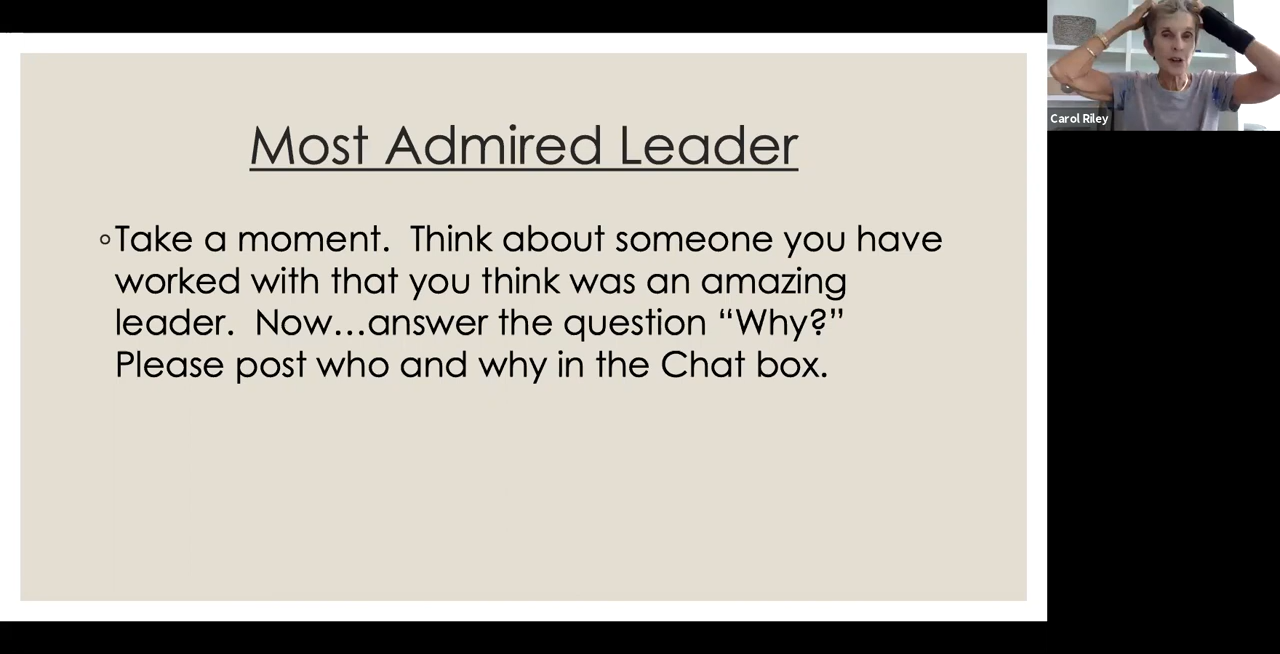 Most Admired Leader
◦Take a moment.  Think about someone you have
worked with that you think was an amazing
leader.  Now…answer the question “Why?”
Please post who and why in the Chat box.
Carol Riley